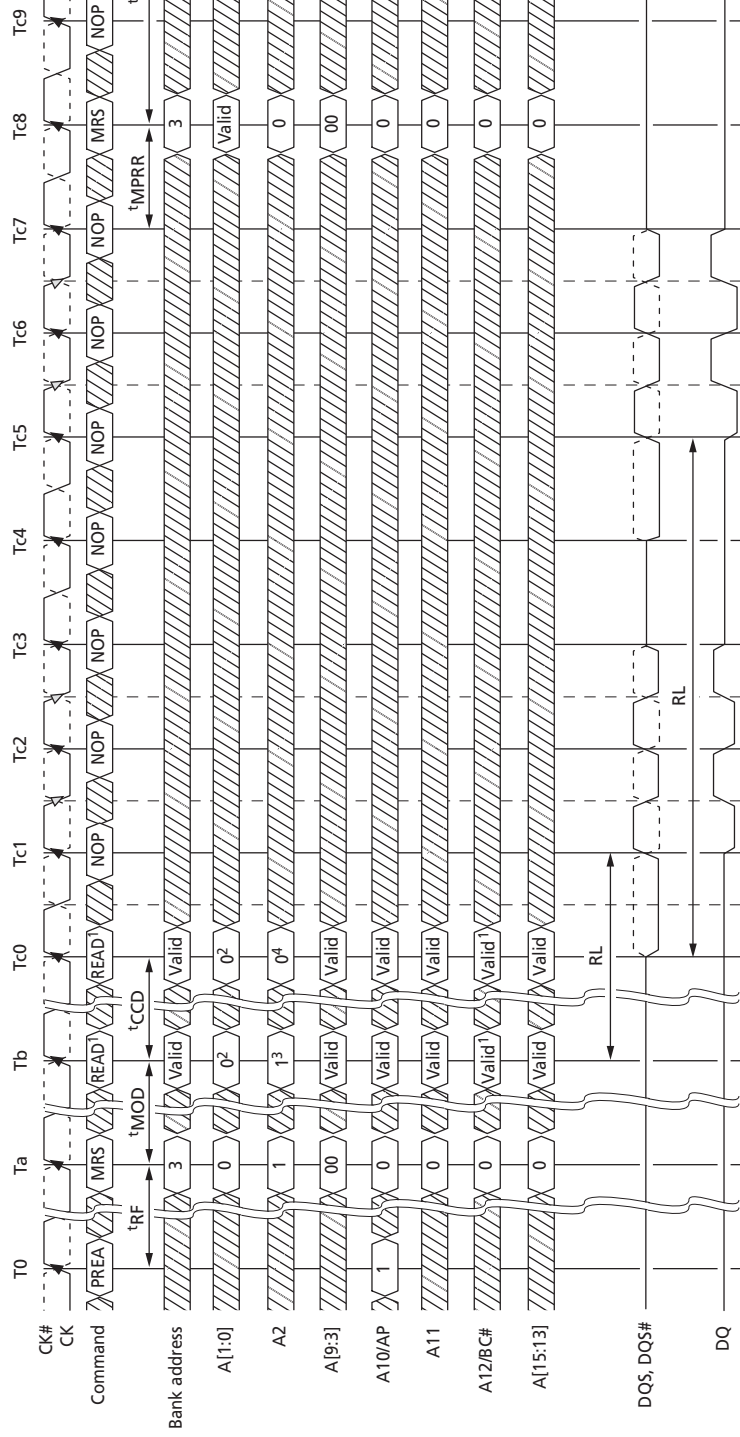 T0 Ta Tb Tc0 Tc1 Tc2 Tc3 Tc4 Tc5 Tc6 Tc7 Tc8 Tc9
CK#
CK
Command PREA MRS READ1 READ1 NOP NOP NOP NOP NOP NOP NOP MRS NOP
tRF tMOD tCCD tMPRR t
Bank address 3 Valid Valid 3
A[1:0] 0 02 02 Valid
A2 1 13 04 0
A[9:3] 00 Valid Valid 00
A10/AP 1 0 Valid Valid 0
A11 0 Valid Valid 0
A12/BC# 0 Valid1 Valid1 0
A[15:13] 0 Valid Valid 0
RL
DQS, DQS#
RL
DQ